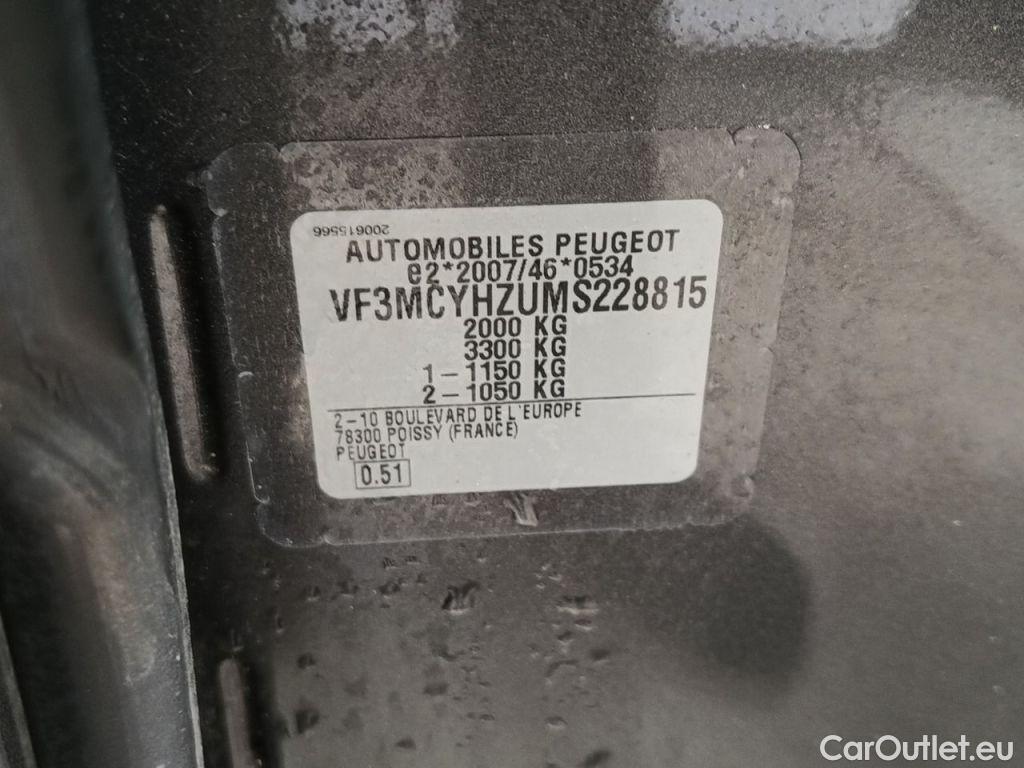 200615566
AUTOMOBILES PEUGEOT
e2*2007/46*0534
VF3MCYHZUMS228815
2000 KG
3300 KG
1-1150 KG
2-1050 KG
2-10 BOULEVARD DE L'EUROPE
78300 POISSY (FRANCE)
PEUGEOT
0.51
CarOutlet.eu